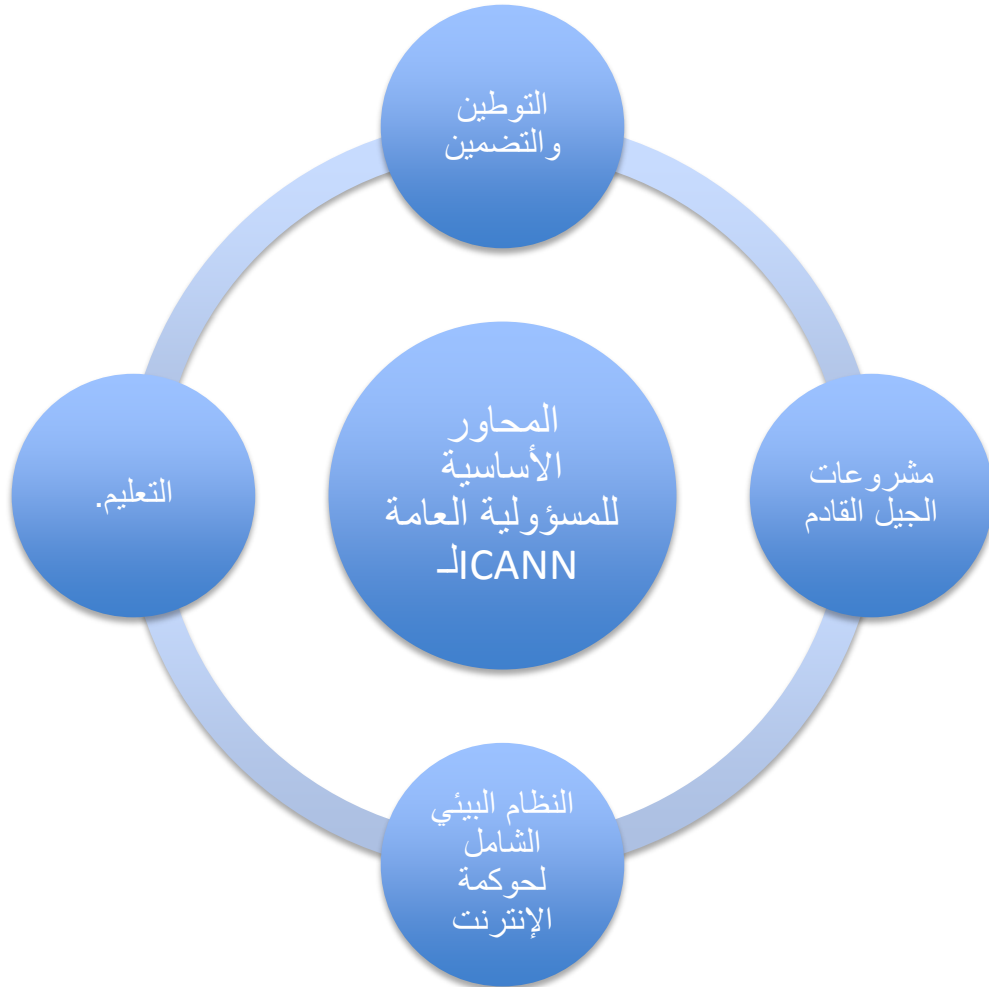 التوطين
والتضمين
مشروعات
الجيل القادم
المحاور
الأساسية
للمسؤولية العامة
لـICANN
التعليم.
النظام البيئي
الشامل
لحوكمة
الإنترنت